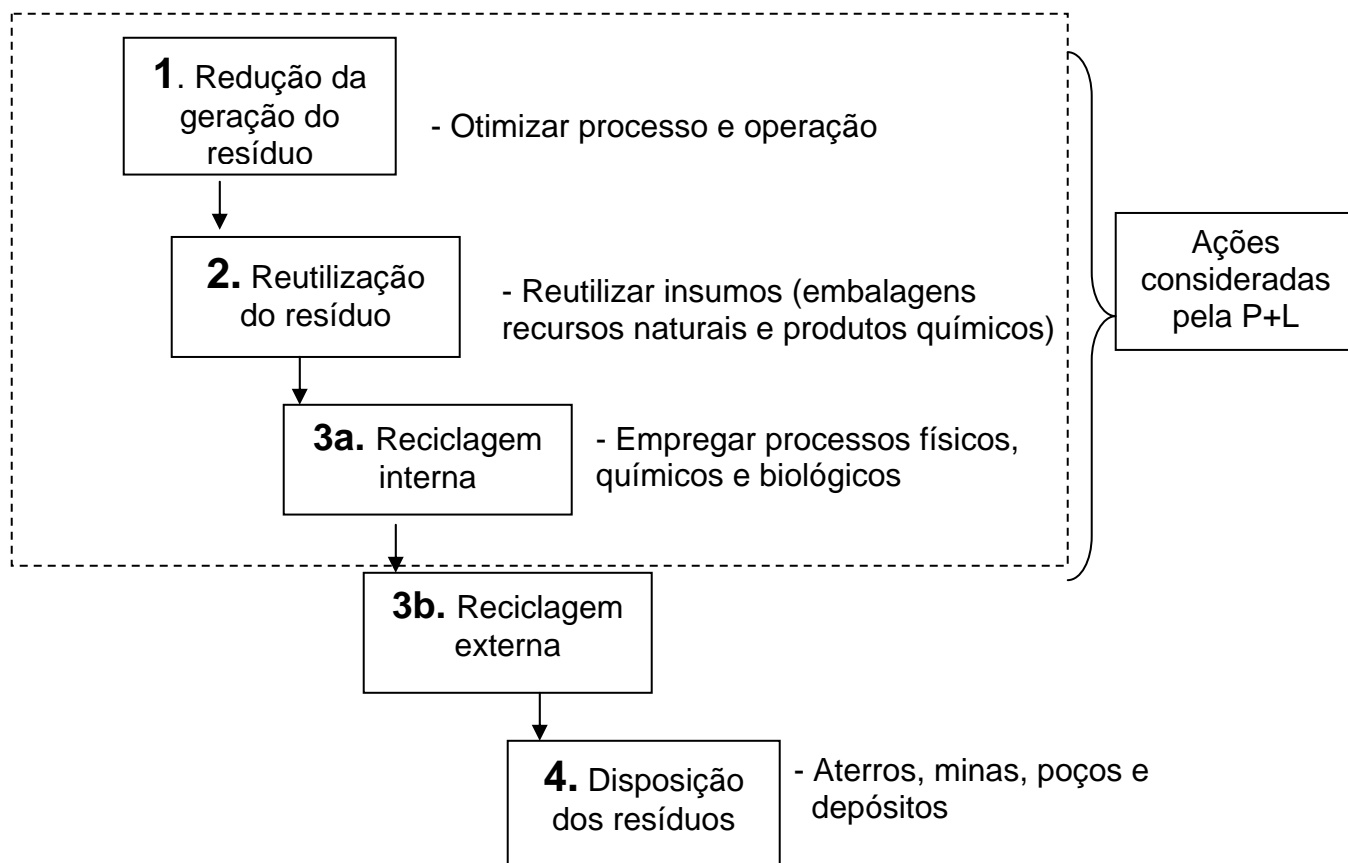 1. Redução da
geração do
resíduo
- Otimizar processo e operação
2. Reutilização
do resíduo
- Reutilizar insumos (embalagens
recursos naturais e produtos químicos)
3a. Reciclagem
interna
- Empregar processos físicos,
químicos e biológicos
Ações
consideradas
pela P+L
3b. Reciclagem
externa
4. Disposição
dos resíduos
- Aterros, minas, poços e
depósitos